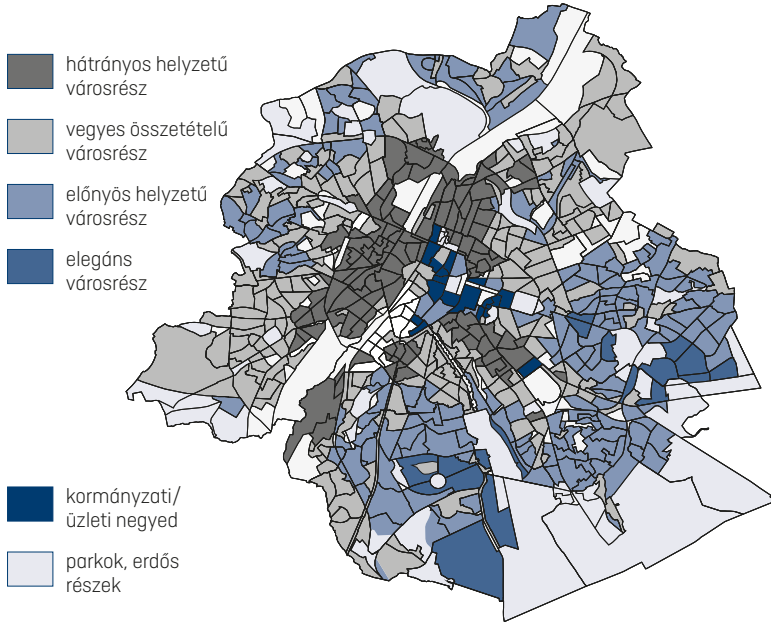 hátrányos helyzetű
városrész
vegyes összetételű
városrész
előnyös helyzetű
városrész
elegáns
városrész
kormányzati/
üzleti negyed
parkok, erdős
részek